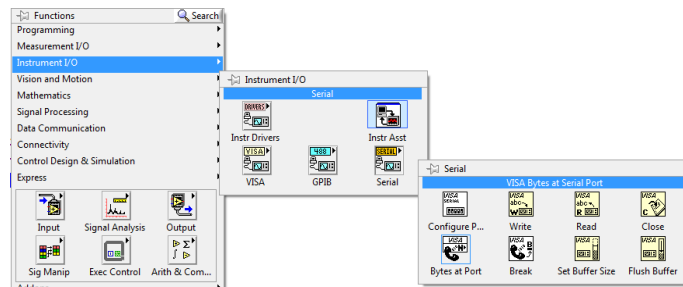 Functions
Search
Programming
Measurement I/O
Instrument I/O
Vision and Motion
Mathematics
Signal Processing
Data Communication
Connectivity
Control Design & Simulation
Express
Input
Signal Analysis
Output
Sig Manip
Exec Control
Arith & Com...
Instrument I/O
Serial
DRIVERS
Instr Drivers
Instr Asst
VISA
488
SERIAL
VISA
GPIB
Serial
Serial
VISA Bytes at Serial Port
VISA
SERIAL
VISA
abc
W
VISA
abc
R
VISA
C
Configure P...
Write
Read
Close
VISA
N
VISA
B
VISA
VISA
Bytes at Port
Break
Set Buffer Size
Flush Buffer